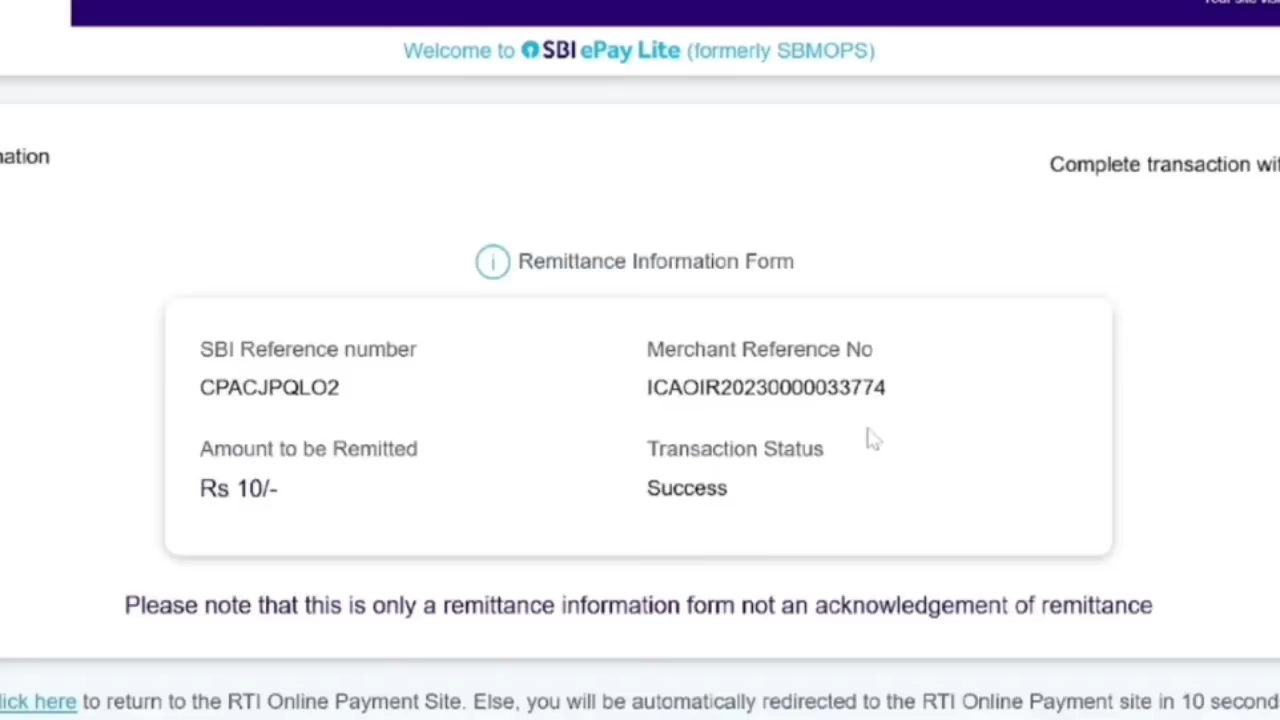 Welcome to SBI ePay Lite (formerly SBMOPS)
mation
Complete transaction wit
Remittance Information Form
SBI Reference number
Merchant Reference No
CPACJPQLO2
ICAOIR20230000033774
Amount to be Remitted
Transaction Status
Rs 10/-
Success
Please note that this is only a remittance information form not an acknowledgement of remittance
lick here to return to the RTI Online Payment Site. Else, you will be automatically redirected to the RTI Online Payment site in 10 second